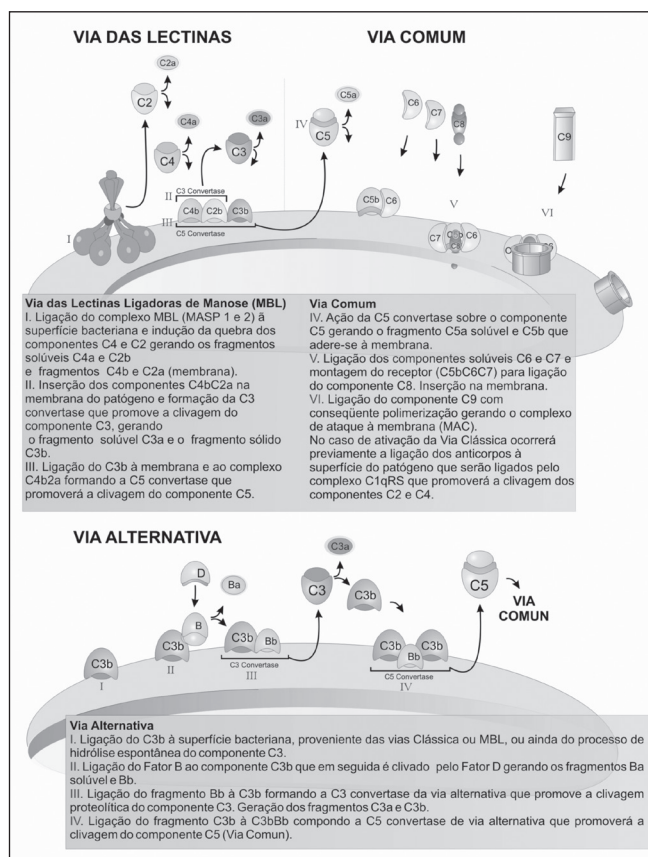 VIA DAS LECTINAS
VIA COMUM
C2a
C2
C4a
C4
C3a
C3
II
C3 Convertase
C4b
C2b
C3b
III
C5 Convertase
I
C5a
IV
C5
C6
C7
C8
C9
C5b
C6
V
C7
C6
VI
Via das Lectinas Ligadoras de Manose (MBL)
I. Ligação do complexo MBL (MASP 1 e 2) ã
superfície bacteriana e indução da quebra dos
componentes C4 e C2 gerando os fragmentos
solúveis C4a e C2b
e fragmentos C4b e C2a (membrana).
II. Inserção dos componentes C4bC2a na
membrana do patógeno e formação da C3
convertase que promove a clivagem do
componente C3, gerando
o fragmento solúvel C3a e o fragmento sólido
C3b.
III. Ligação do C3b à membrana e ao complexo
C4b2a formando a C5 convertase que
promoverá a clivagem do componente C5.
Via Comum
IV. Ação da C5 convertase sobre o componente
C5 gerando o fragmento C5a solúvel e C5b que
adere-se à membrana.
V. Ligação dos componentes solúveis C6 e C7 e
montagem do receptor (C5bC6C7) para ligação
do componente C8. Inserção na membrana.
VI. Ligação do componente C9 com
conseqüente polimerização gerando o complexo
de ataque à membrana (MAC).
No caso de ativação da Via Clássica ocorrerá
previamente a ligação dos anticorpos à
superfície do patógeno que serão ligados pelo
complexo C1qRS que promoverá a clivagem dos
componentes C2 e C4.
VIA ALTERNATIVA
C3b
I
D
B
Ba
C3b
II
C3b
Bb
C3 Convertase
III
C3a
C3
C3b
C3b
C3b
Bb
C5 Convertase
IV
C5
VIA
COMUN
Via Alternativa
I. Ligação do C3b à superfície bacteriana, proveniente das vias Clássica ou MBL, ou ainda do processo de
hidrólise espontânea do componente C3.
II. Ligação do Fator B ao componente C3b que em seguida é clivado pelo Fator D gerando os fragmentos Ba
solúvel e Bb.
III. Ligação do fragmento Bb à C3b formando a C3 convertase da via alternativa que promove a clivagem
proteolítica do componente C3. Geração dos fragmentos C3a e C3b.
IV. Ligação do fragmento C3b à C3bBb compondo a C5 convertase de via alternativa que promoverá a
clivagem do componente C5 (Via Comun).